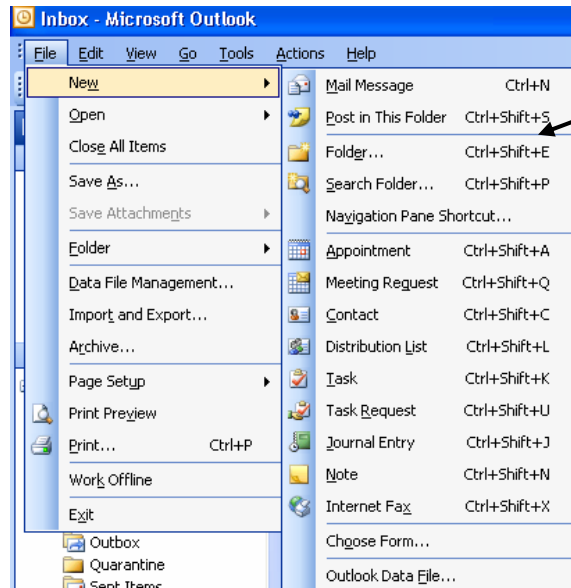 Inbox - Microsoft Outlook
File Edit View Go Tools Actions Help
New
Open
Close All Items
Save As...
Save Attachments
Folder
Data File Management...
Import and Export...
Archive...
Page Setup
Print Preview
Print... Ctrl+P
Work Offline
Exit
Mail Message Ctrl+N
Post in This Folder Ctrl+Shift+S
Folder... Ctrl+Shift+E
Search Folder... Ctrl+Shift+P
Navigation Pane Shortcut...
Appointment Ctrl+Shift+A
Meeting Request Ctrl+Shift+Q
Contact Ctrl+Shift+C
Distribution List Ctrl+Shift+L
Task Ctrl+Shift+K
Task Request Ctrl+Shift+U
Journal Entry Ctrl+Shift+J
Note Ctrl+Shift+N
Internet Fax Ctrl+Shift+X
Choose Form...
Outlook Data File...
Outbox
Quarantine
Sent Items